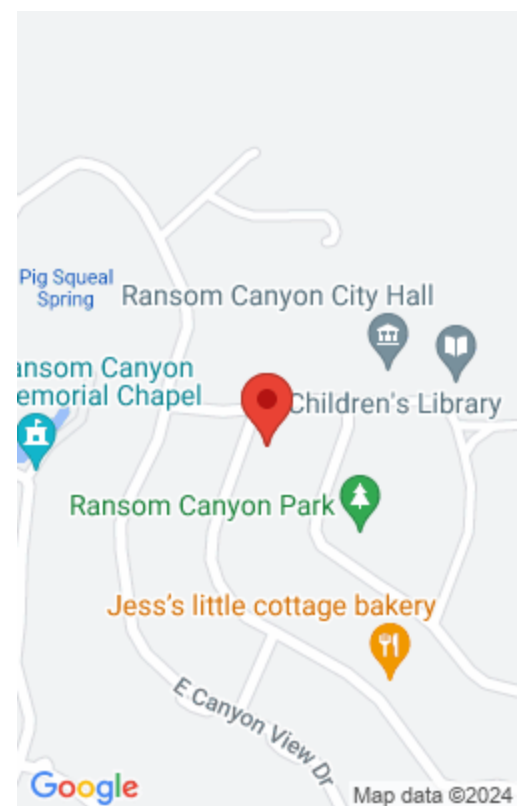 Pig Squeal
Spring
Ransom Canyon City Hall
ansom Canyon
emorial Chapel
Children's Library
Ransom Canyon Park
Jess's little cottage bakery
E Canyon View Dr
Google
Map data ©2024